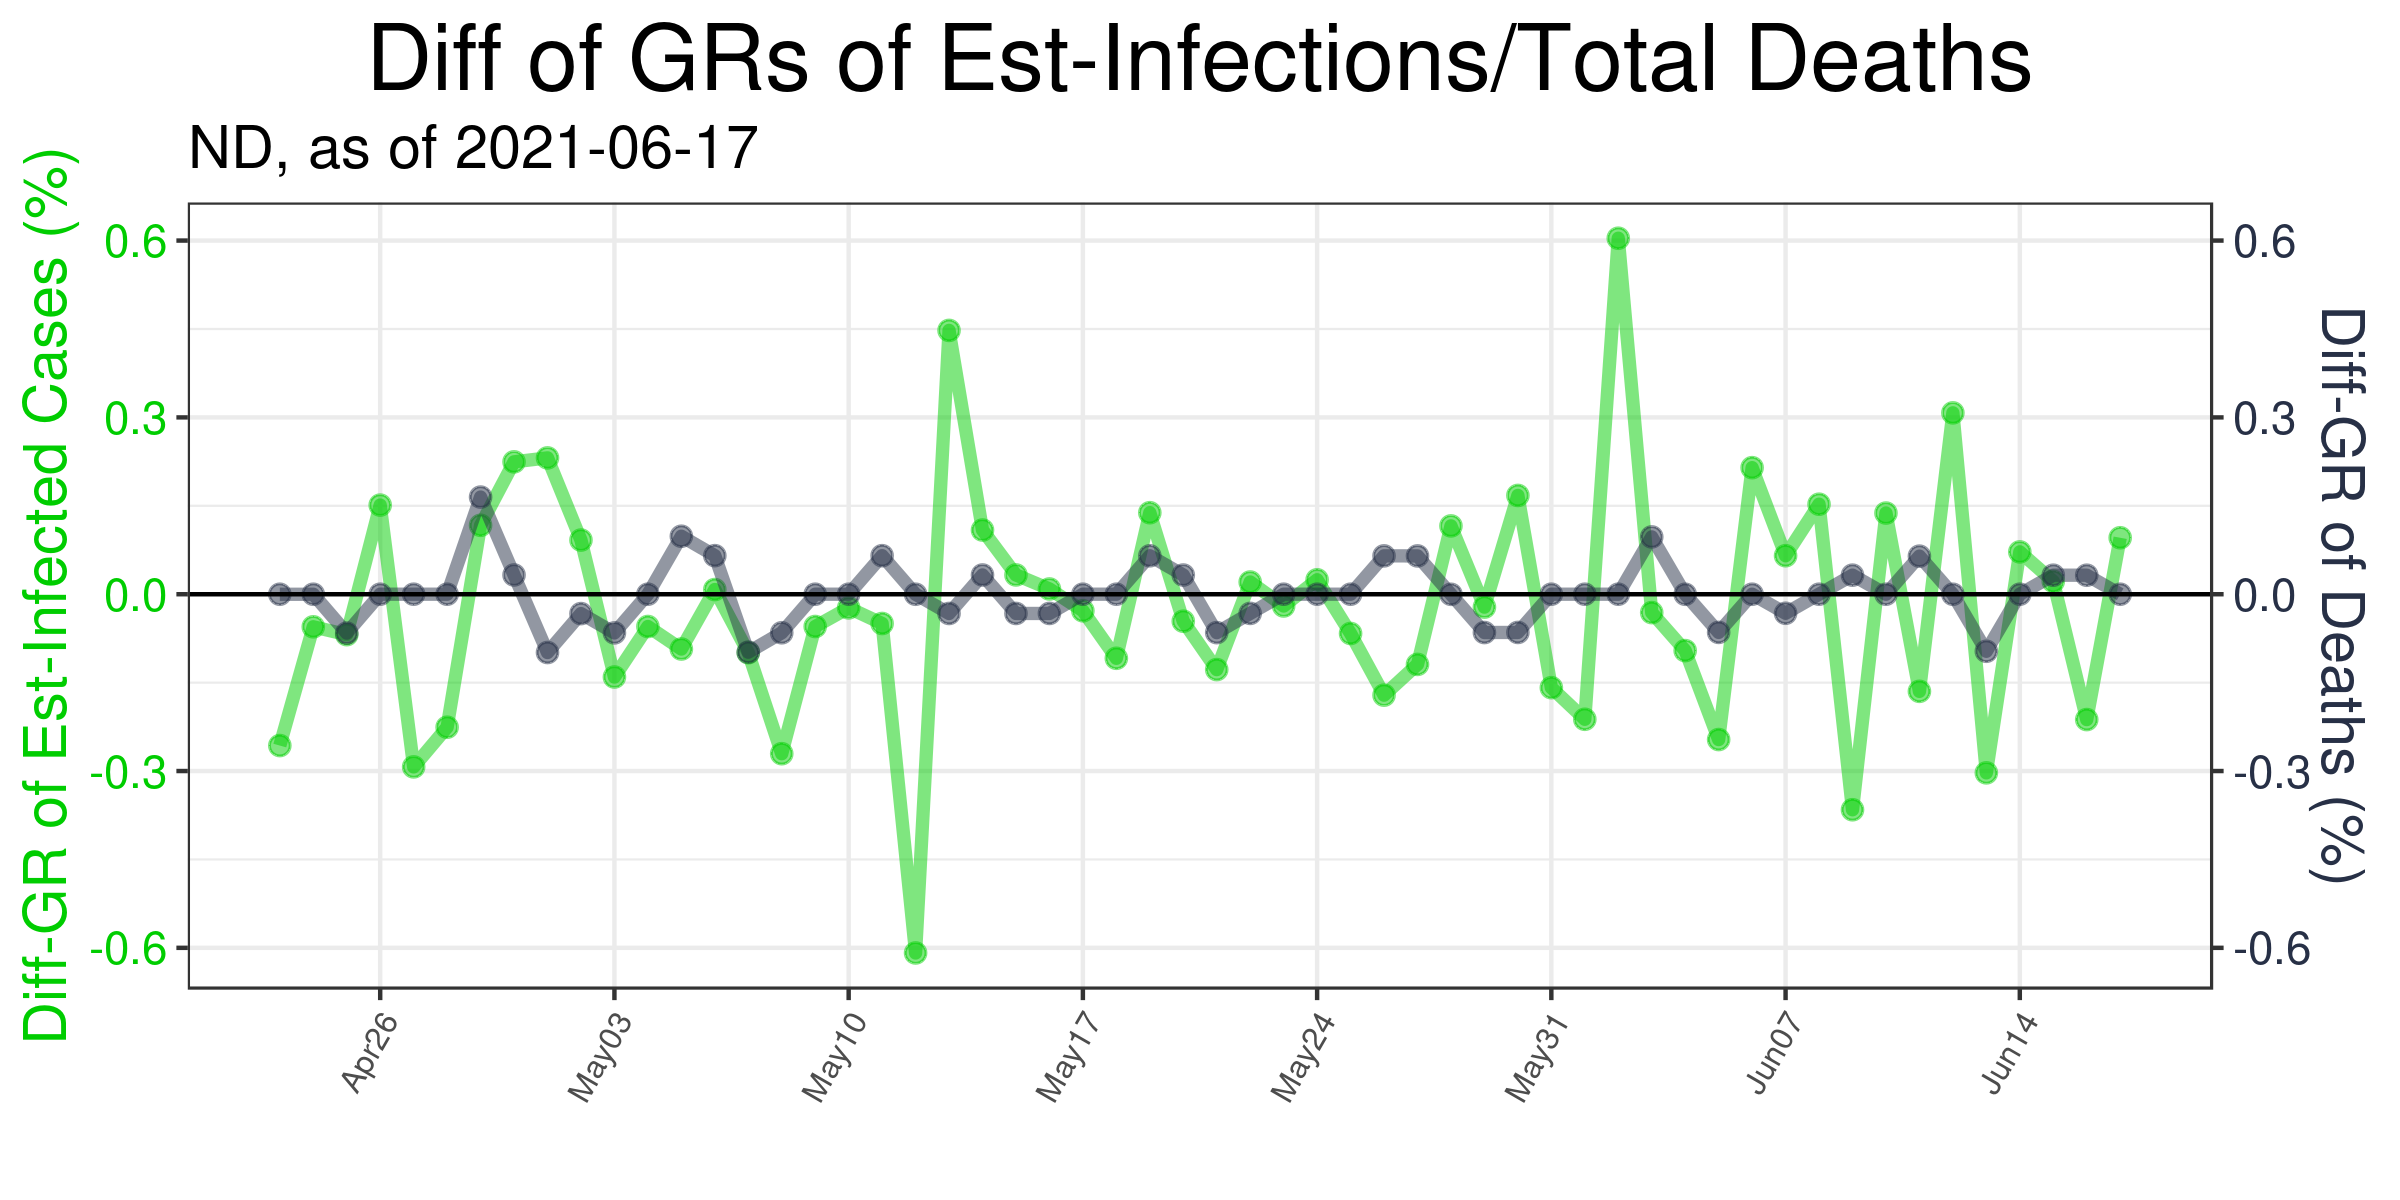 Diff of GRs of Est-Infections/Total Deaths
ND, as of 2021-06-17
Diff-GR of Est-Infected Cases (%)
0.6
0.3
0.0
-0.3
-0.6
0.6
0.3
0.0
-0.3
-0.6
Diff-GR of Deaths (%)
Apr26
May03
May10
May17
May24
May31
Jun07
Jun14